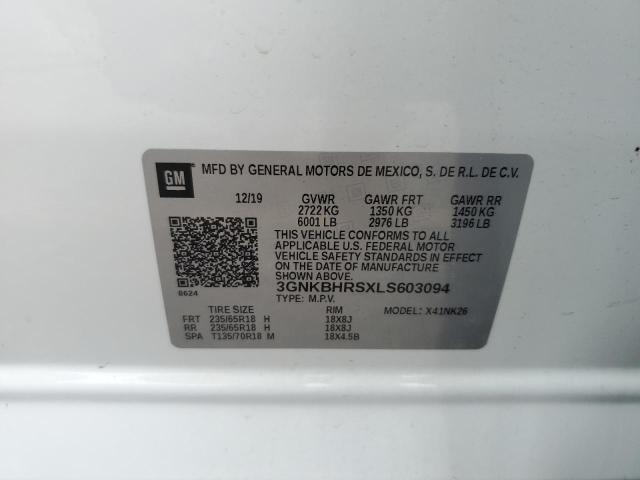 GM
MFD BY GENERAL MOTORS DE MEXICO, S. DE R.L. DE C.V.
12/19 GVWR GAWR FRT GAWR RR
2722 KG 1350 KG 1450 KG
6001 LB 2976 LB 3196 LB
THIS VEHICLE CONFORMS TO ALL
APPLICABLE U.S. FEDERAL MOTOR
VEHICLE SAFETY STANDARDS IN EFFECT
ON THE DATE OF MANUFACTURE
SHOWN ABOVE.
8624
3GNKBHRSXLS603094
TYPE: M.P.V. MODEL: X41NK26
TIRE SIZE RIM
FRT 235/65R18 H 18X8J
RR 235/65R18 H 18X8J
SPA T135/70R18 M 18X4.5B